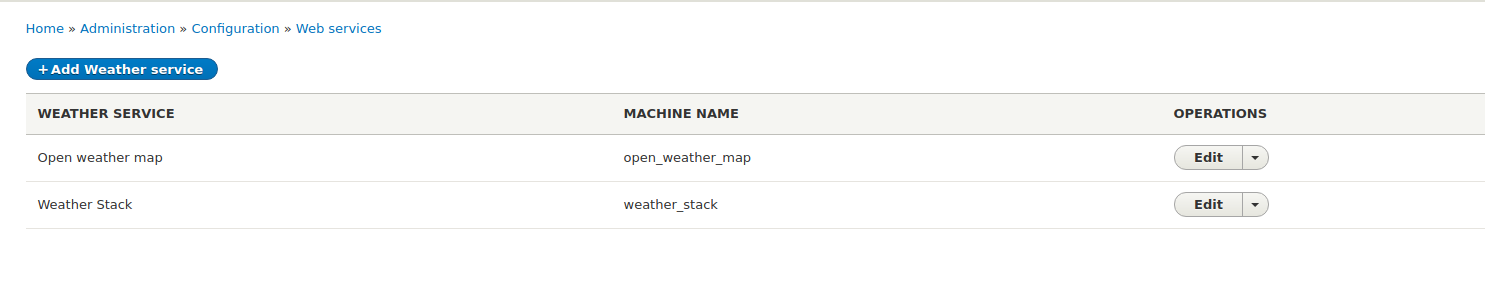 Home » Administration » Configuration » Web services
+ Add Weather service
WEATHER SERVICE MACHINE NAME OPERATIONS
Open weather map open_weather_map Edit
Weather Stack weather_stack Edit